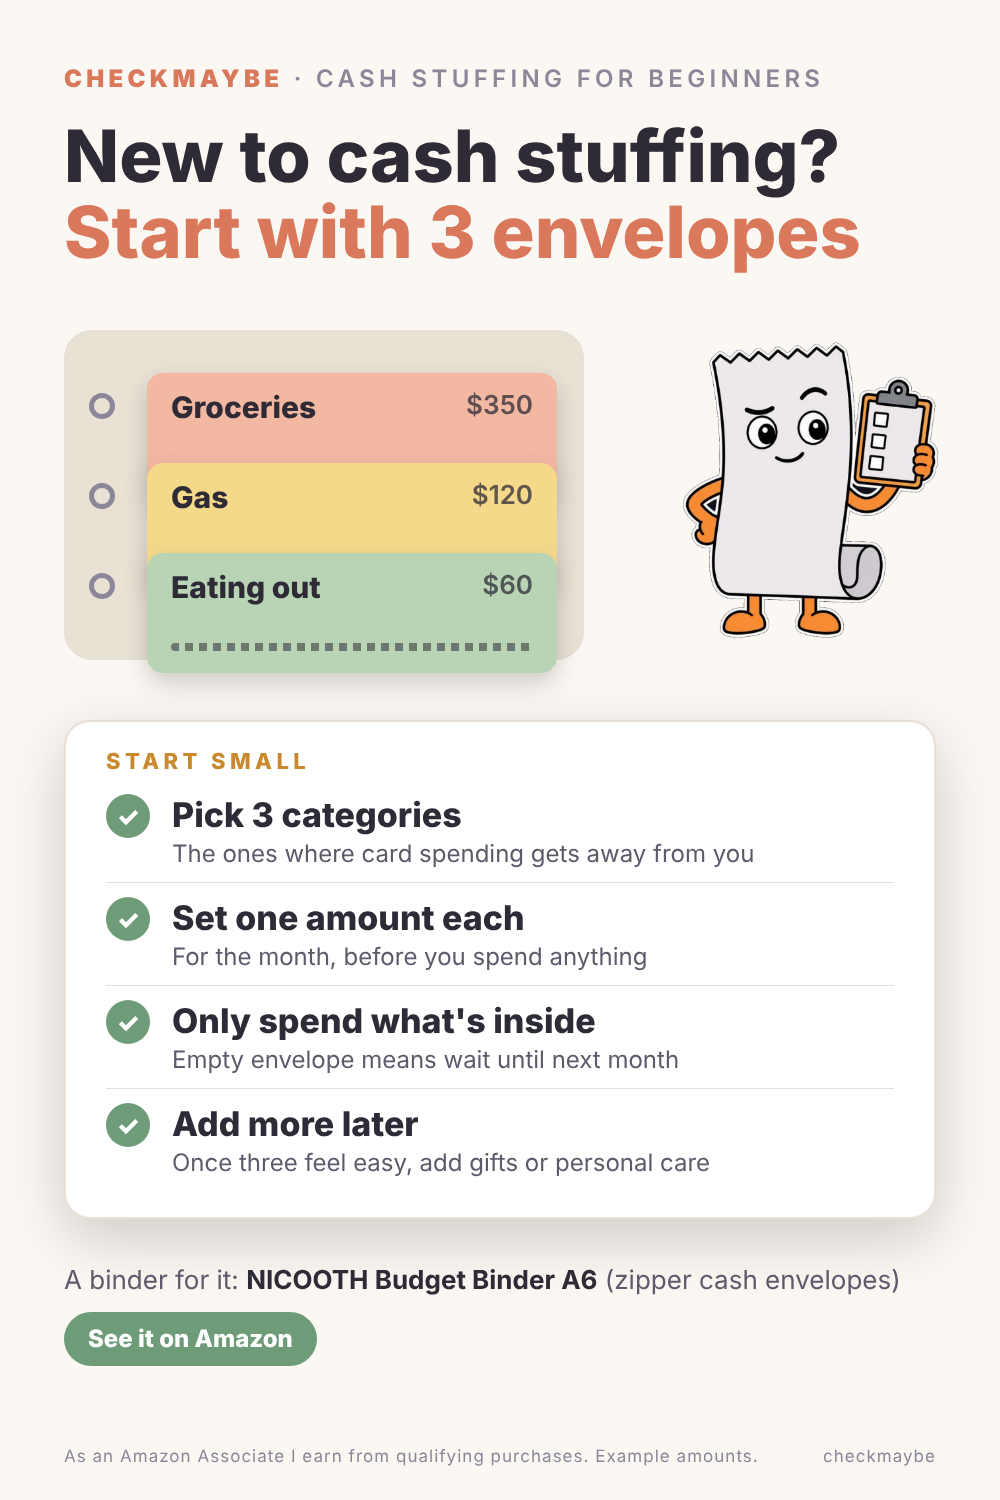 CHECKMAYBE · CASH STUFFING FOR BEGINNERS
New to cash stuffing?
Start with 3 envelopes
Groceries $350
Gas $120
Eating out $60
START SMALL
Pick 3 categories
The ones where card spending gets away from you
Set one amount each
For the month, before you spend anything
Only spend what's inside
Empty envelope means wait until next month
Add more later
Once three feel easy, add gifts or personal care
A binder for it: NICOOTH Budget Binder A6 (zipper cash envelopes)
See it on Amazon
As an Amazon Associate I earn from qualifying purchases. Example amounts. checkmaybe